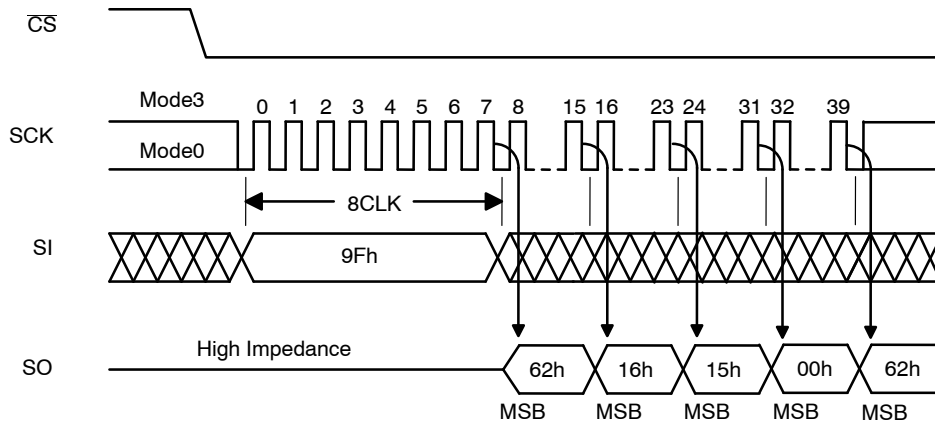 CS
Mode3
0 1 2 3 4 5 6 7 8 15 16 23 24 31 32 39
SCK
Mode0
8CLK
SI
9Fh
High Impedance
SO
62h 16h 15h 00h 62h
MSB MSB MSB MSB MSB